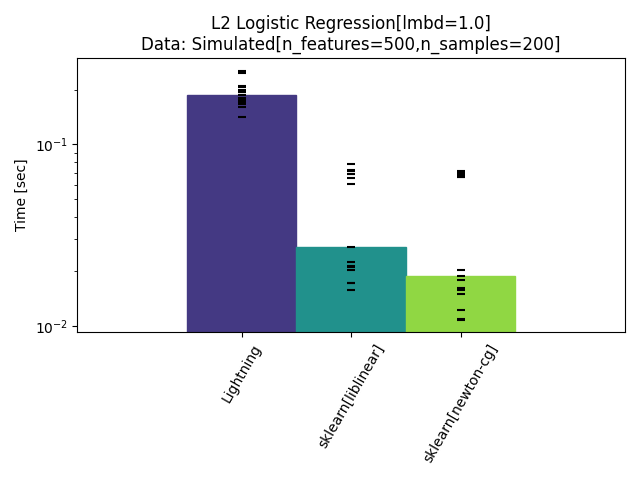 L2 Logistic Regression[lmbd=1.0]
Data: Simulated[n_features=500,n_samples=200]
Time [sec]
10⁻¹
10⁻²
Lightning
sklearn[liblinear]
sklearn[newton-cg]